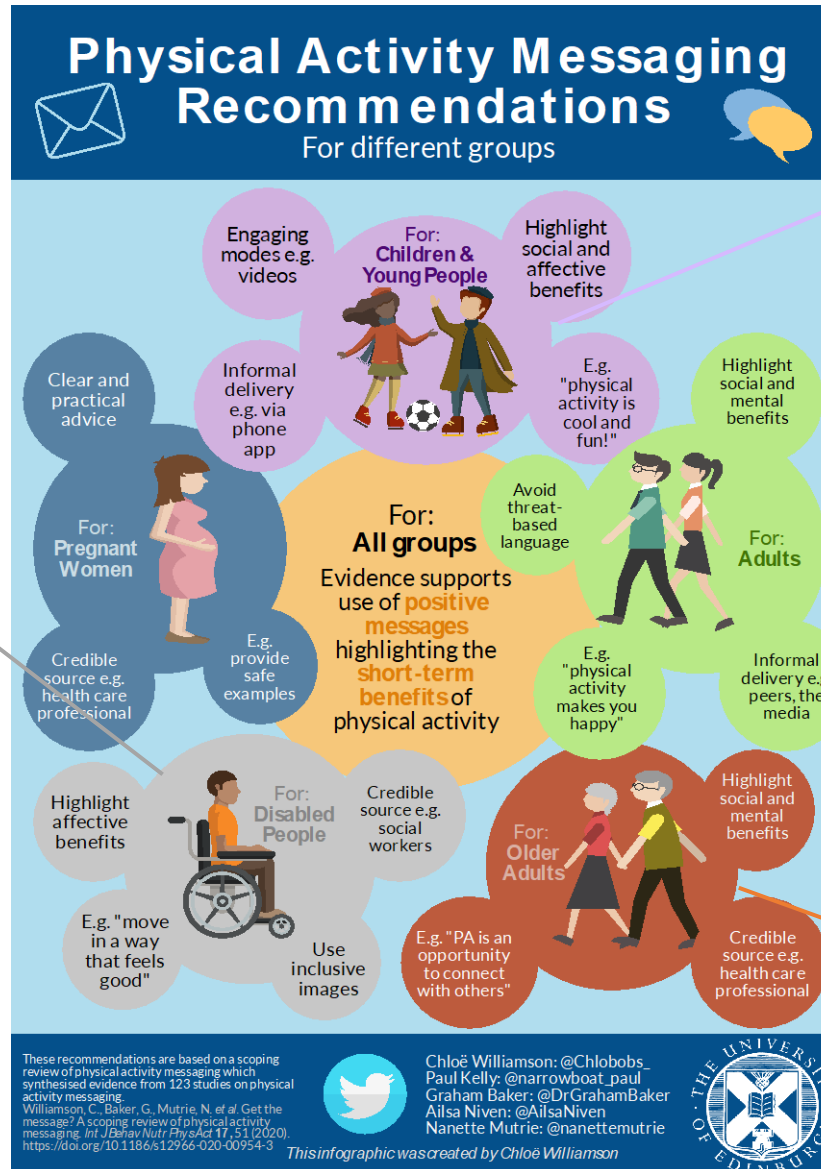 Physical Activity Messaging
Recommendations
For different groups
Engaging
modes e.g.
videos
For:
Children &
Young People
Highlight
social and
affective
benefits
Informal
delivery
e.g. via
phone
app
E.g.
"physical
activity is
cool and
fun!"
Clear and
practical
advice
For:
Pregnant
Women
Credible
source e.g.
health care
professional
E.g.
provide
safe
examples
For:
All groups
Evidence supports
use of positive
messages
highlighting the
short-term
benefits of
physical activity
Highlight
social and
mental
benefits
Avoid
threat-
based
language
For:
Adults
E.g.
"physical
activity
makes you
happy"
Informal
delivery e.g
peers, the
media
Highlight
affective
benefits
For:
Disabled
People
Credible
source e.g.
social
workers
E.g. "move
in a way
that feels
good"
Use
inclusive
images
For:
Older
Adults
Highlight
social and
mental
benefits
E.g. "PA is an
opportunity
to connect
with others"
Credible
source e.g.
health care
professional
These recommendations are based on a scoping
review of physical activity messaging which
synthesised evidence from 123 studies on physical
activity messaging.
Williamson, C., Baker, G., Mutrie, N. et al. Get the
message? A scoping review of physical activity
messaging. Int J Behav Nutr Phys Act 17, 51 (2020).
https://doi.org/10.1186/s12966-020-00954-3
Chloë Williamson: @Chlobobs_
Paul Kelly: @narrowboat_paul
Graham Baker: @DrGrahamBaker
Ailsa Niven: @AilsaNiven
Nanette Mutrie: @nanettemutrie
This infographic was created by Chloë Williamson
THE UNIVERSIT
OF EDINBURGH